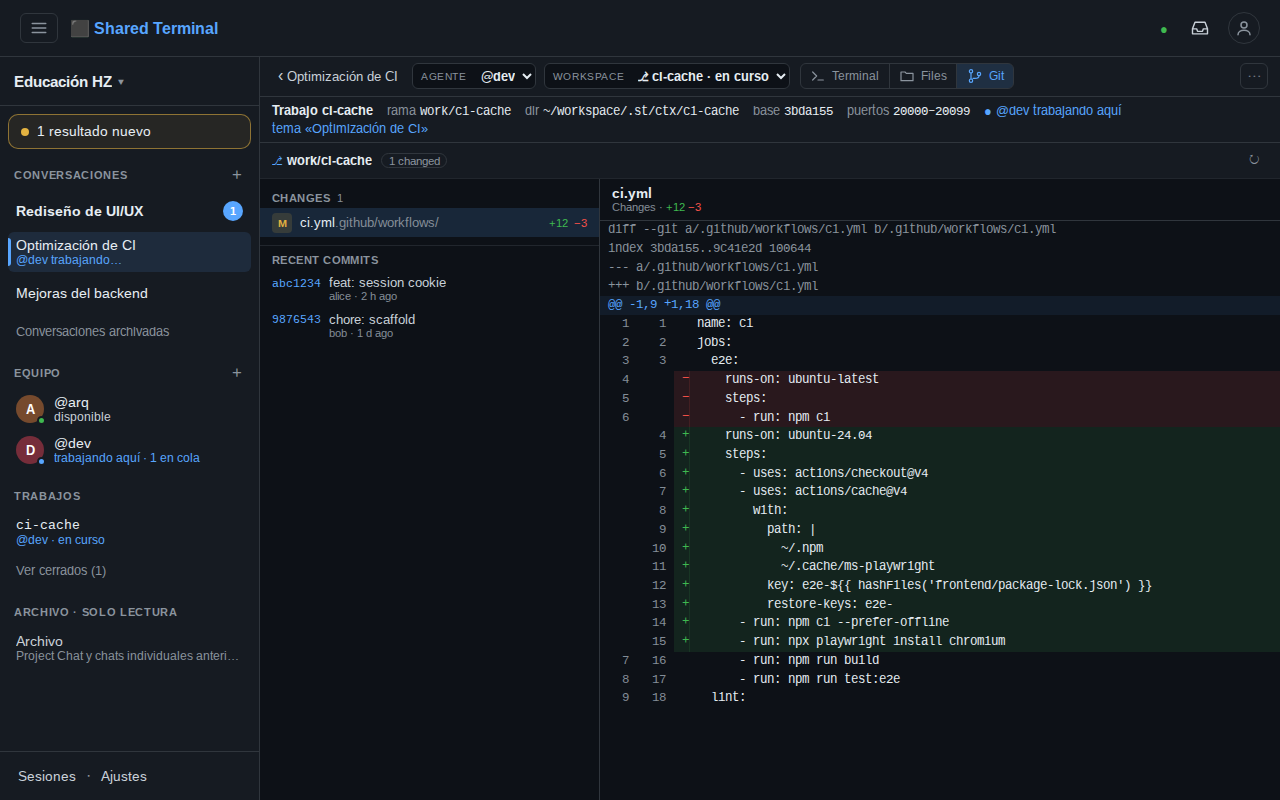 Shared Terminal
Educación HZ ▾
1 resultado nuevo
CONVERSACIONES +
Rediseño de UI/UX 1
Optimización de CI
@dev trabajando…
Mejoras del backend
Conversaciones archivadas
EQUIPO +
A @arq
disponible
D @dev
trabajando aquí · 1 en cola
TRABAJOS
ci-cache
@dev · en curso
Ver cerrados (1)
ARCHIVO · SOLO LECTURA
Archivo
Project Chat y chats individuales anteri…
Sesiones · Ajustes
‹ Optimización de CI AGENTE @dev WORKSPACE ⎇ ci-cache · en curso Terminal Files Git ···
Trabajo ci-cache rama work/ci-cache dir ~/workspace/.st/ctx/ci-cache base 3bda155 puertos 20000–20099 ● @dev trabajando aquí
tema «Optimización de CI»
⎇ work/ci-cache 1 changed ↻
CHANGES 1
M ci.yml .github/workflows/ +12 −3
RECENT COMMITS
abc1234 feat: session cookie
alice · 2 h ago
9876543 chore: scaffold
bob · 1 d ago
ci.yml
Changes · +12 −3
diff --git a/.github/workflows/ci.yml b/.github/workflows/ci.yml
index 3bda155..9c41e2d 100644
--- a/.github/workflows/ci.yml
+++ b/.github/workflows/ci.yml
@@ -1,9 +1,18 @@
1 1 name: ci
2 2 jobs:
3 3 e2e:
4 − runs-on: ubuntu-latest
5 − steps:
6 − - run: npm ci
4 + runs-on: ubuntu-24.04
5 + steps:
6 + - uses: actions/checkout@v4
7 + - uses: actions/cache@v4
8 + with:
9 + path: |
10 + ~/.npm
11 + ~/.cache/ms-playwright
12 + key: e2e-${{ hashFiles('frontend/package-lock.json') }}
13 + restore-keys: e2e-
14 + - run: npm ci --prefer-offline
15 + - run: npx playwright install chromium
7 16 - run: npm run build
8 17 - run: npm run test:e2e
9 18 lint: